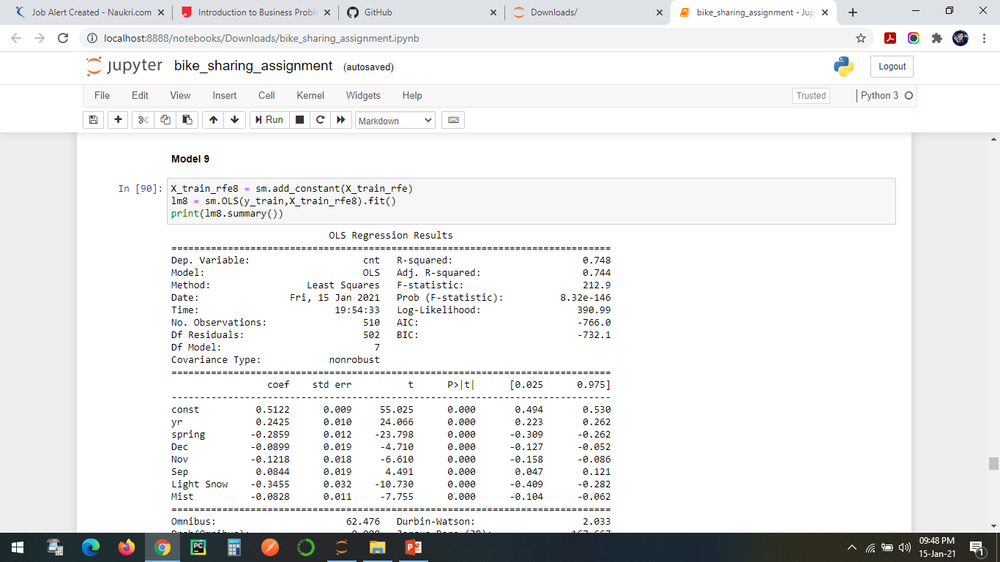 Job Alert Created - Naukri.com
Introduction to Business Proble
GitHub
Downloads/
bike_sharing_assignment - Jup
localhost:8888/notebooks/Downloads/bike_sharing_assignment.ipynb
jupyter bike_sharing_assignment (autosaved)
Logout
File Edit View Insert Cell Kernel Widgets Help
Trusted
Python 3
Run
Markdown
Model 9
In [90]:
X_train_rfe8 = sm.add_constant(X_train_rfe)
lm8 = sm.OLS(y_train,X_train_rfe8).fit()
print(lm8.summary())
OLS Regression Results
==============================================================================
Dep. Variable: cnt R-squared: 0.748
Model: OLS Adj. R-squared: 0.744
Method: Least Squares F-statistic: 212.9
Date: Fri, 15 Jan 2021 Prob (F-statistic): 8.32e-146
Time: 19:54:33 Log-Likelihood: 390.99
No. Observations: 510 AIC: -766.0
Df Residuals: 502 BIC: -732.1
Df Model: 7
Covariance Type: nonrobust
==============================================================================
coef std err t P>|t| [0.025 0.975]
------------------------------------------------------------------------------
const 0.5122 0.009 55.025 0.000 0.494 0.530
yr 0.2425 0.010 24.066 0.000 0.223 0.262
spring -0.2859 0.012 -23.798 0.000 -0.309 -0.262
Dec -0.0899 0.019 -4.710 0.000 -0.127 -0.052
Nov -0.1218 0.018 -6.610 0.000 -0.158 -0.086
Sep 0.0844 0.019 4.491 0.000 0.047 0.121
Light Snow -0.3455 0.032 -10.730 0.000 -0.409 -0.282
Mist -0.0828 0.011 -7.755 0.000 -0.104 -0.062
==============================================================================
Omnibus: 62.476 Durbin-Watson: 2.033
PC
09:48 PM
15-Jan-21
1